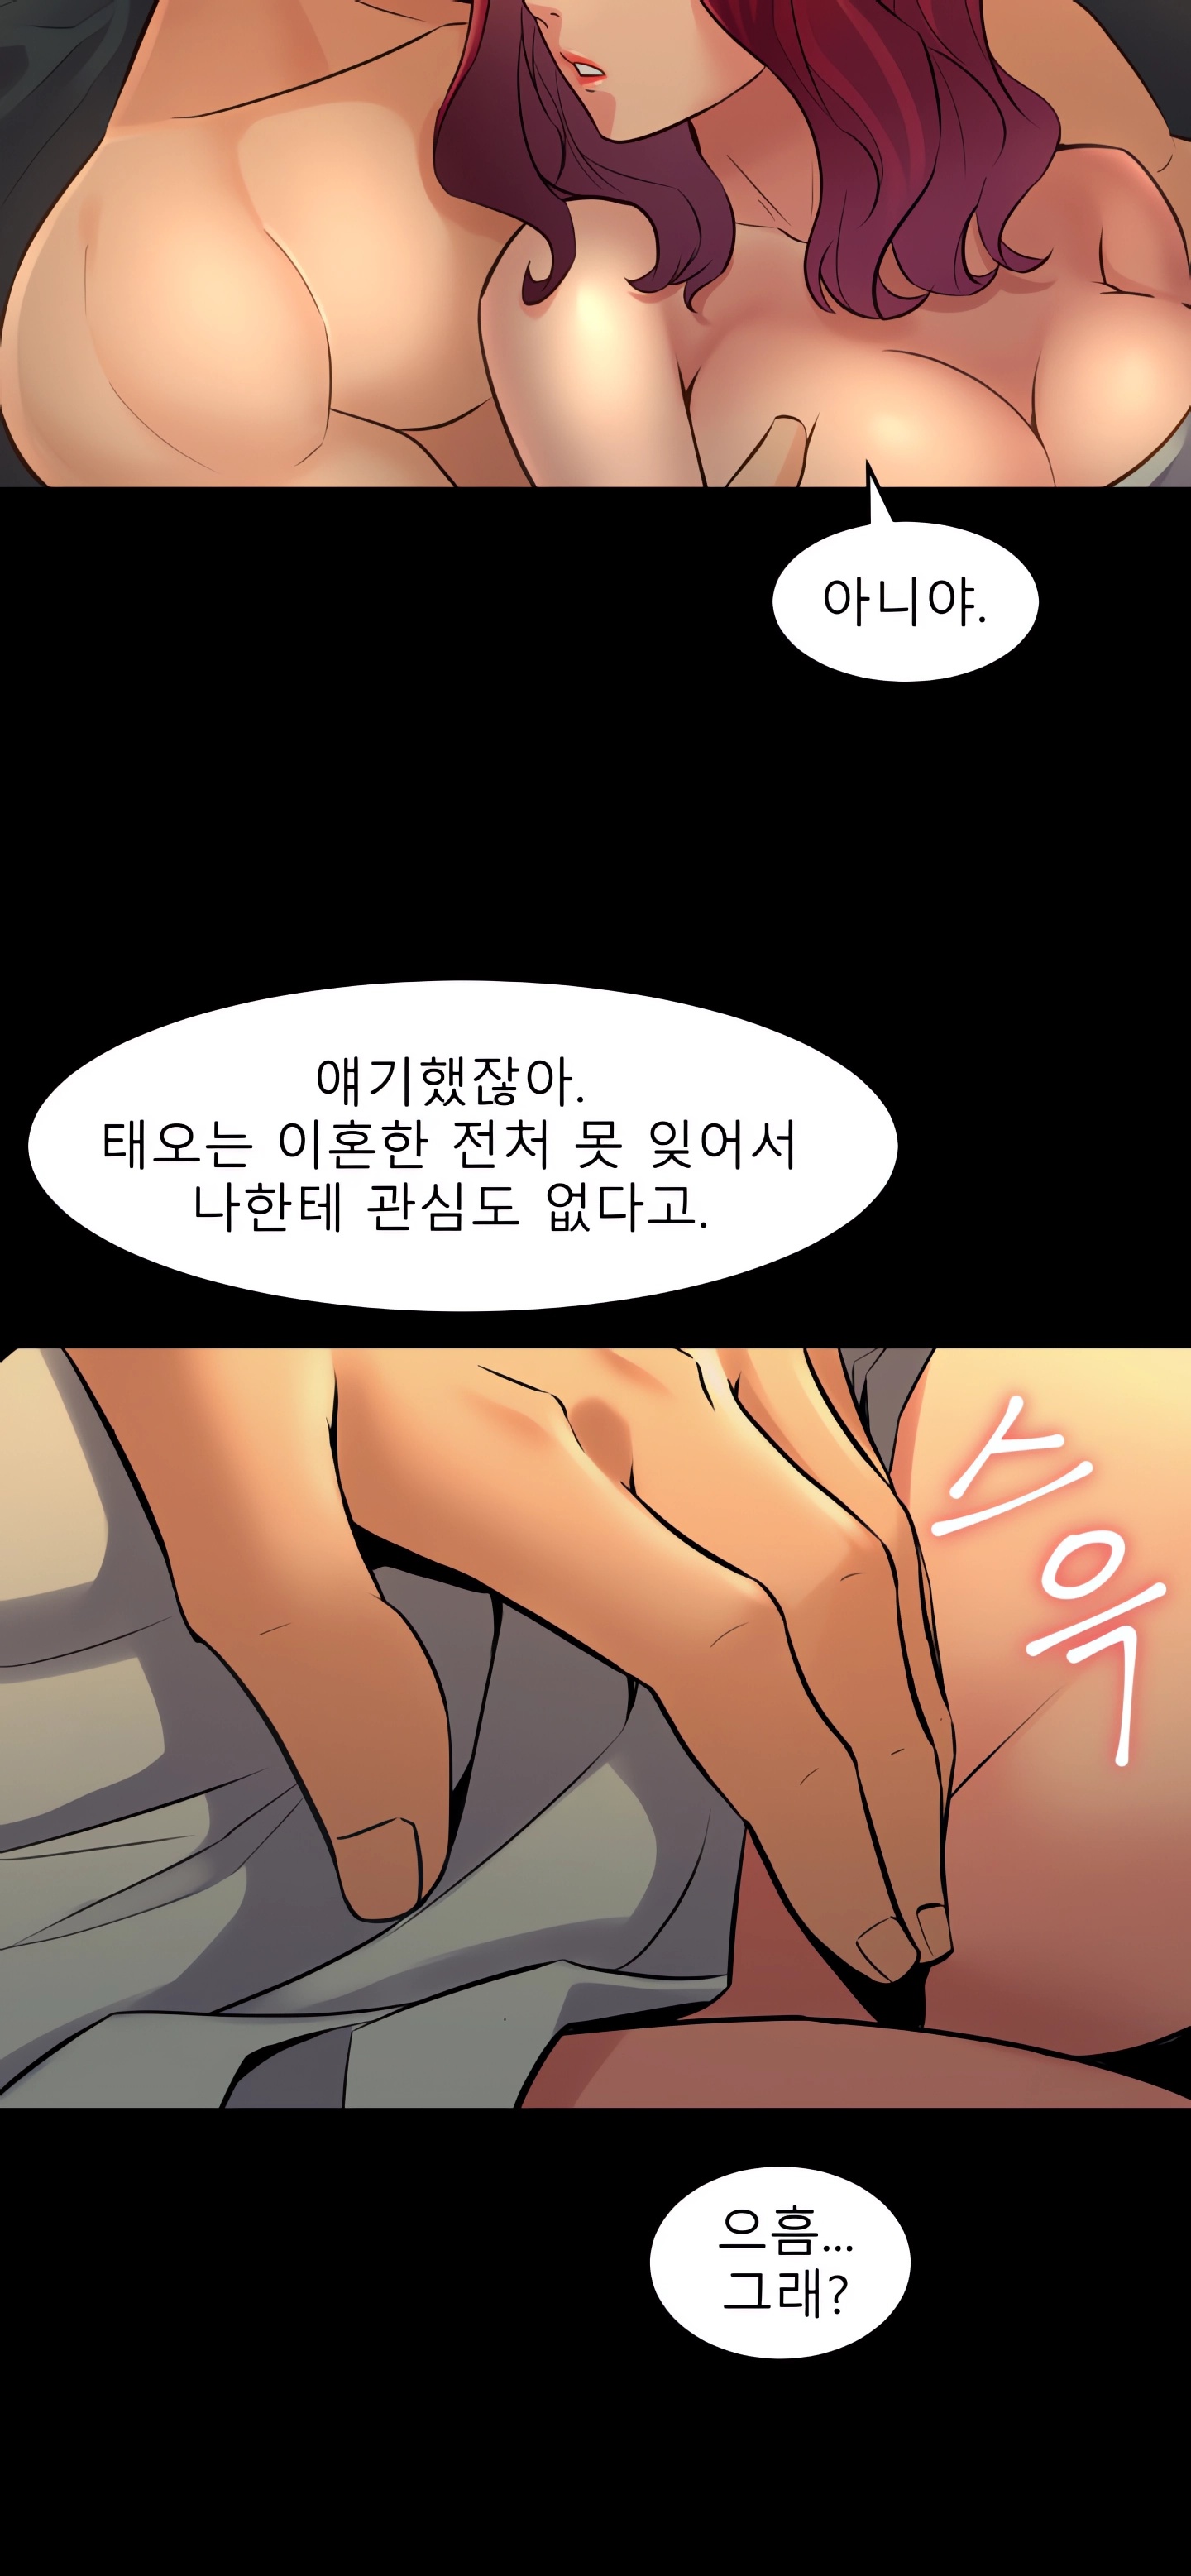 아니야.
얘기했잖아.
태오는 이혼한 전처 못 잊어서
나한테 관심도 없다고.
스윽
으흠...
그래?